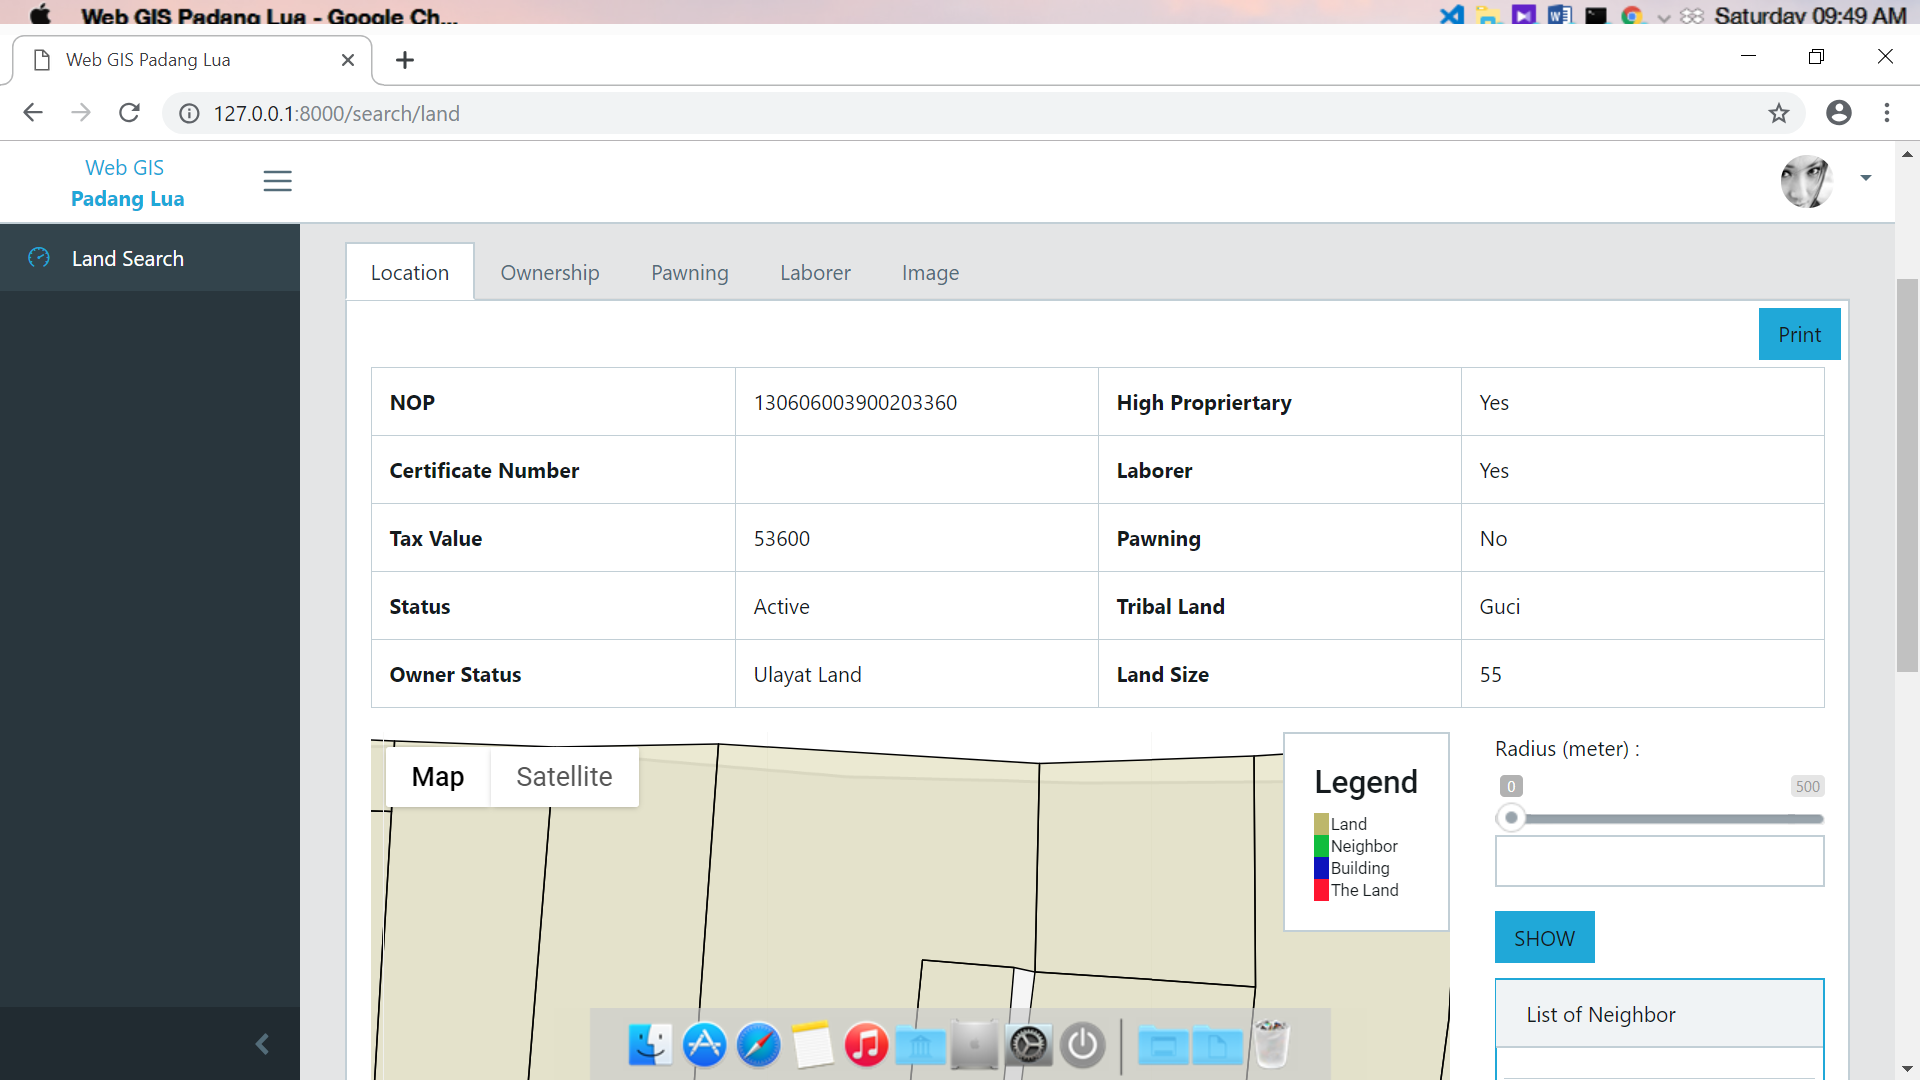 Web GIS Padang Lua - Google Ch...
Saturday 09:49 AM
Web GIS Padang Lua
127.0.0.1:8000/search/land
Web GIS
Padang Lua
Land Search
Location Ownership Pawning Laborer Image
Print
NOP 130606003900203360 High Propriertary Yes
Certificate Number Laborer Yes
Tax Value 53600 Pawning No
Status Active Tribal Land Guci
Owner Status Ulayat Land Land Size 55
Map Satellite
Legend
Land
Neighbor
Building
The Land
Radius (meter) :
0 500
SHOW
List of Neighbor